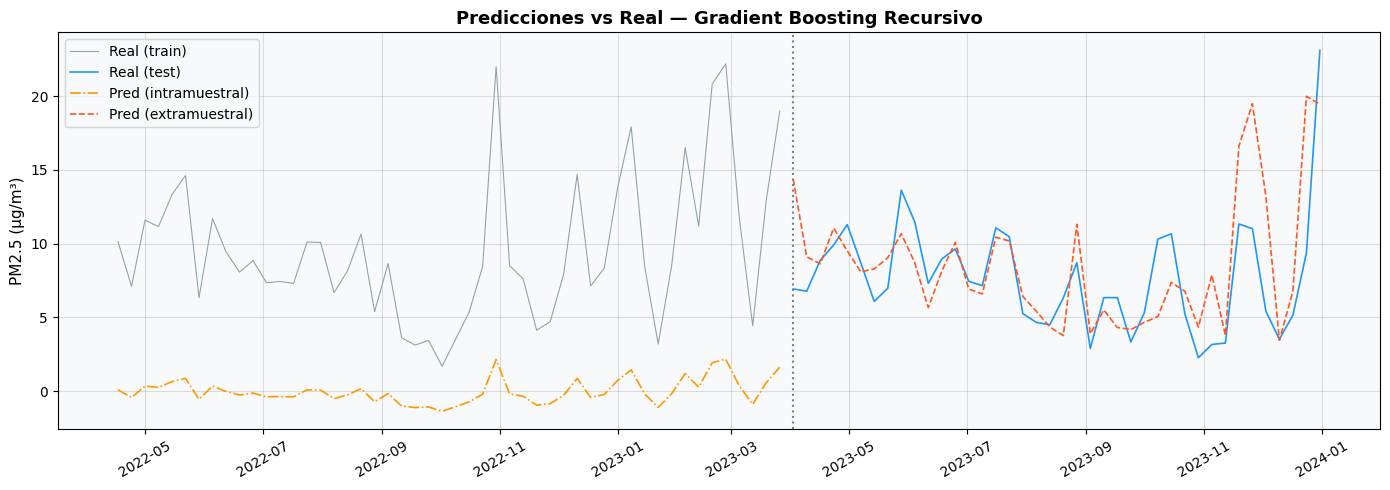 Predicciones vs Real — Gradient Boosting Recursivo
Real (train)
Real (test)
Pred (intramuestral)
Pred (extramuestral)
PM2.5 (µg/m³)
20
15
10
5
0
2022-05
2022-07
2022-09
2022-11
2023-01
2023-03
2023-05
2023-07
2023-09
2023-11
2024-01